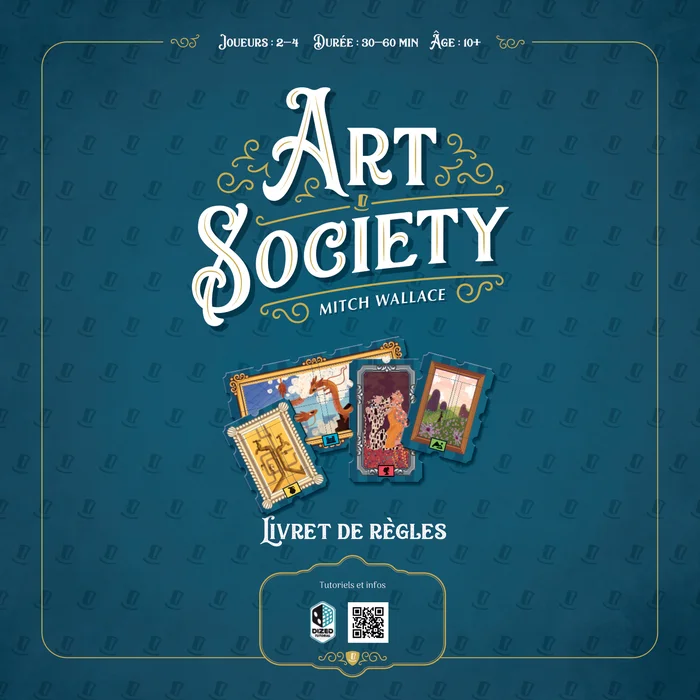 Joueurs : 2–4 Durée : 30–60 min Âge : 10+
Art
Society
Mitch Wallace
Livret de règles
Tutoriels et infos
DIZED
TUTORIAL